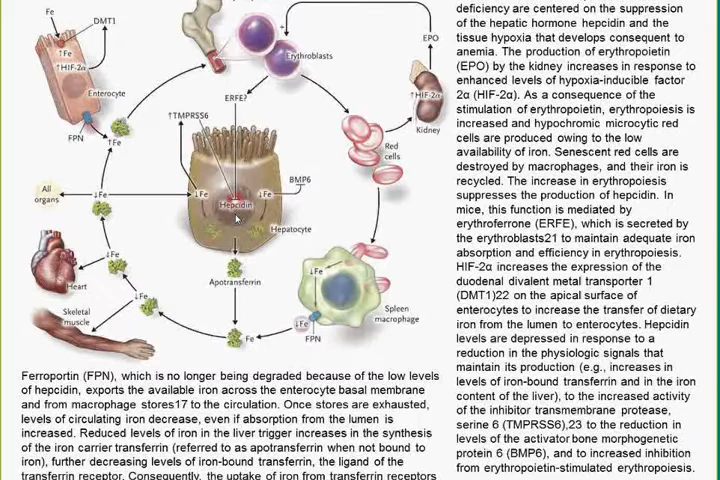 Fe
DMT1
↑Fe
↑HIF-2α
Enterocyte
FPN
↑Fe
Erythroblasts
+
EPO
↑HIF-2α
Kidney
ERFE?
↑TMPRSS6
Red
cells
BMP6
↓Fe
↓Fe
Hepcidin
Hepatocyte
All
organs
↓Fe
↓Fe
Heart
↓Fe
Skeletal
muscle
Apotransferrin
Fe
↓Fe
Spleen
macrophage
↓Fe
FPN
deficiency are centered on the suppression
of the hepatic hormone hepcidin and the
tissue hypoxia that develops consequent to
anemia. The production of erythropoietin
(EPO) by the kidney increases in response to
enhanced levels of hypoxia-inducible factor
2α (HIF-2α). As a consequence of the
stimulation of erythropoietin, erythropoiesis is
increased and hypochromic microcytic red
cells are produced owing to the low
availability of iron. Senescent red cells are
destroyed by macrophages, and their iron is
recycled. The increase in erythropoiesis
suppresses the production of hepcidin. In
mice, this function is mediated by
erythroferrone (ERFE), which is secreted by
the erythroblasts21 to maintain adequate iron
absorption and efficiency in erythropoiesis.
HIF-2α increases the expression of the
duodenal divalent metal transporter 1
(DMT1)22 on the apical surface of
enterocytes to increase the transfer of dietary
iron from the lumen to enterocytes. Hepcidin
levels are depressed in response to a
reduction in the physiologic signals that
maintain its production (e.g., increases in
levels of iron-bound transferrin and in the iron
content of the liver), to the increased activity
of the inhibitor transmembrane protease,
serine 6 (TMPRSS6),23 to the reduction in
levels of the activator bone morphogenetic
protein 6 (BMP6), and to increased inhibition
from erythropoietin-stimulated erythropoiesis.
Ferroportin (FPN), which is no longer being degraded because of the low levels
of hepcidin, exports the available iron across the enterocyte basal membrane
and from macrophage stores17 to the circulation. Once stores are exhausted,
levels of circulating iron decrease, even if absorption from the lumen is
increased. Reduced levels of iron in the liver trigger increases in the synthesis
of the iron carrier transferrin (referred to as apotransferrin when not bound to
iron), further decreasing levels of iron-bound transferrin, the ligand of the
transferrin receptor. Consequently, the uptake of iron from transferrin receptors